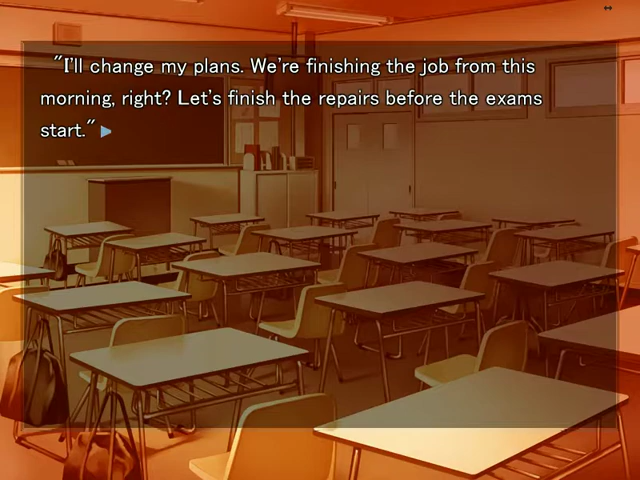 "I'll change my plans. We're finishing the job from this
morning, right? Let's finish the repairs before the exams
start."